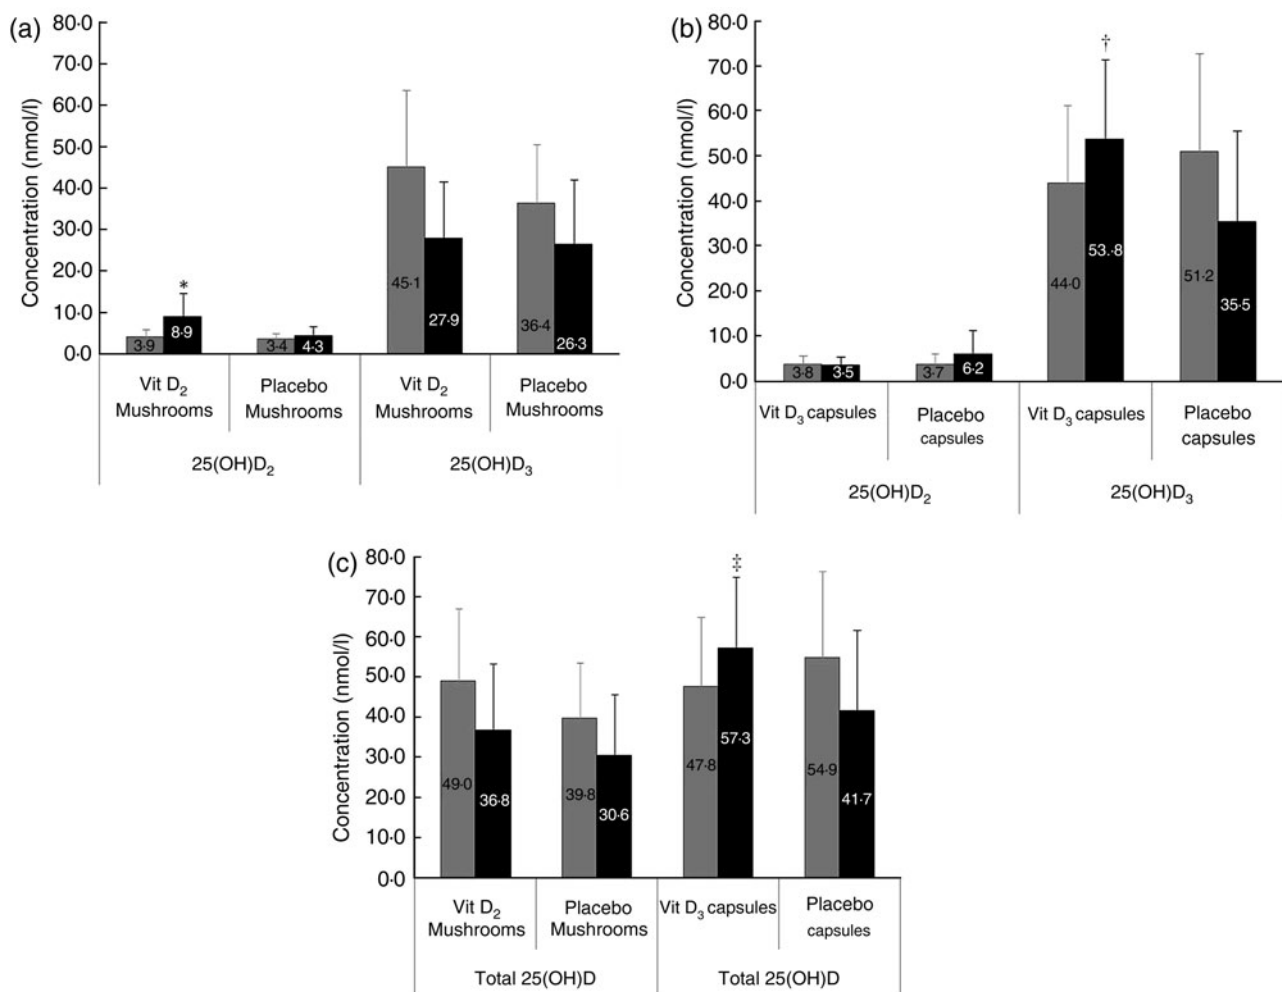 (a)
80·0
70·0
60·0
50·0
40·0
30·0
20·0
10·0
0·0
Concentration (nmol/l)
*
3·9
8·9
3·4
4·3
45·1
27·9
36·4
26·3
Vit D₂
Mushrooms
Placebo
Mushrooms
Vit D₂
Mushrooms
Placebo
Mushrooms
25(OH)D₂
25(OH)D₃
(b)
80·0
70·0
60·0
50·0
40·0
30·0
20·0
10·0
0·0
Concentration (nmol/l)
†
3·8
3·5
3·7
6·2
44·0
53.·8
51·2
35·5
Vit D₃ capsules
Placebo
capsules
Vit D₃ capsules
Placebo
capsules
25(OH)D₂
25(OH)D₃
(c)
80·0
70·0
60·0
50·0
40·0
30·0
20·0
10·0
0·0
Concentration (nmol/l)
‡
49·0
36·8
39·8
30·6
47·8
57·3
54·9
41·7
Vit D₂
Mushrooms
Placebo
Mushrooms
Vit D₃ capsules
Placebo
capsules
Total 25(OH)D
Total 25(OH)D